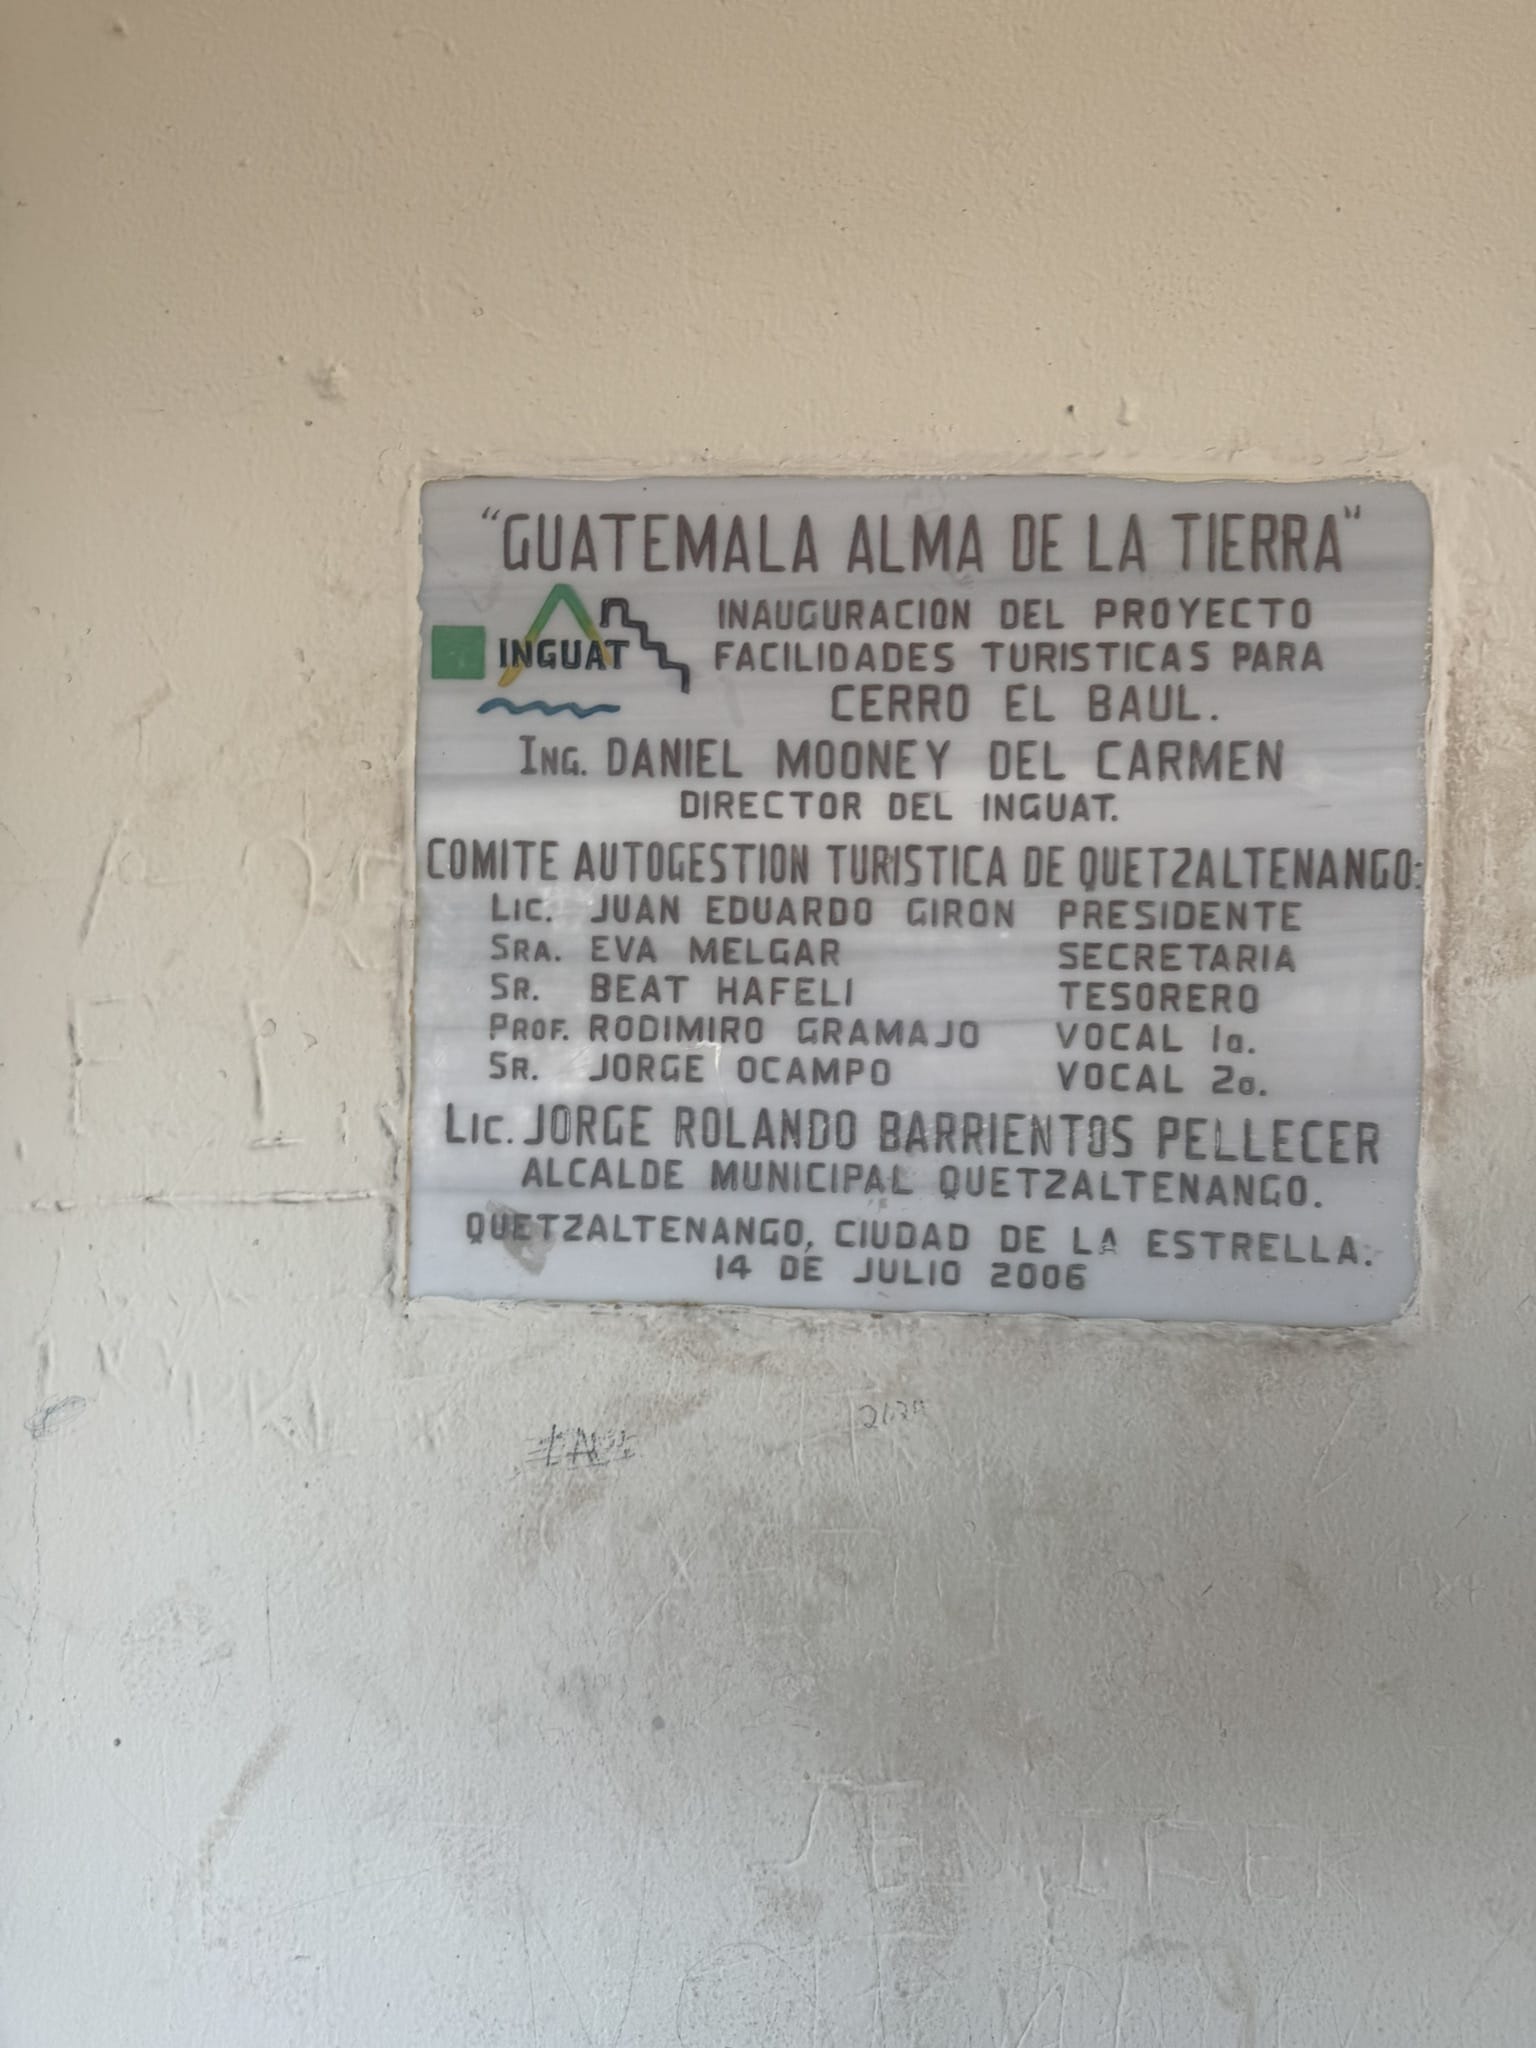 "GUATEMALA ALMA DE LA TIERRA"
INGUAT
INAUGURACION DEL PROYECTO
FACILIDADES TURISTICAS PARA
CERRO EL BAUL.
ING. DANIEL MOONEY DEL CARMEN
DIRECTOR DEL INGUAT.
COMITE AUTOGESTION TURISTICA DE QUETZALTENANGO:
LIC. JUAN EDUARDO GIRON PRESIDENTE
SRA. EVA MELGAR SECRETARIA
SR. BEAT HAFELI TESORERO
PROF. RODIMIRO GRAMAJO VOCAL 1a.
SR. JORGE OCAMPO VOCAL 2a.
LIC. JORGE ROLANDO BARRIENTOS PELLECER
ALCALDE MUNICIPAL QUETZALTENANGO.
QUETZALTENANGO, CIUDAD DE LA ESTRELLA.
14 DE JULIO 2006
JENIFER